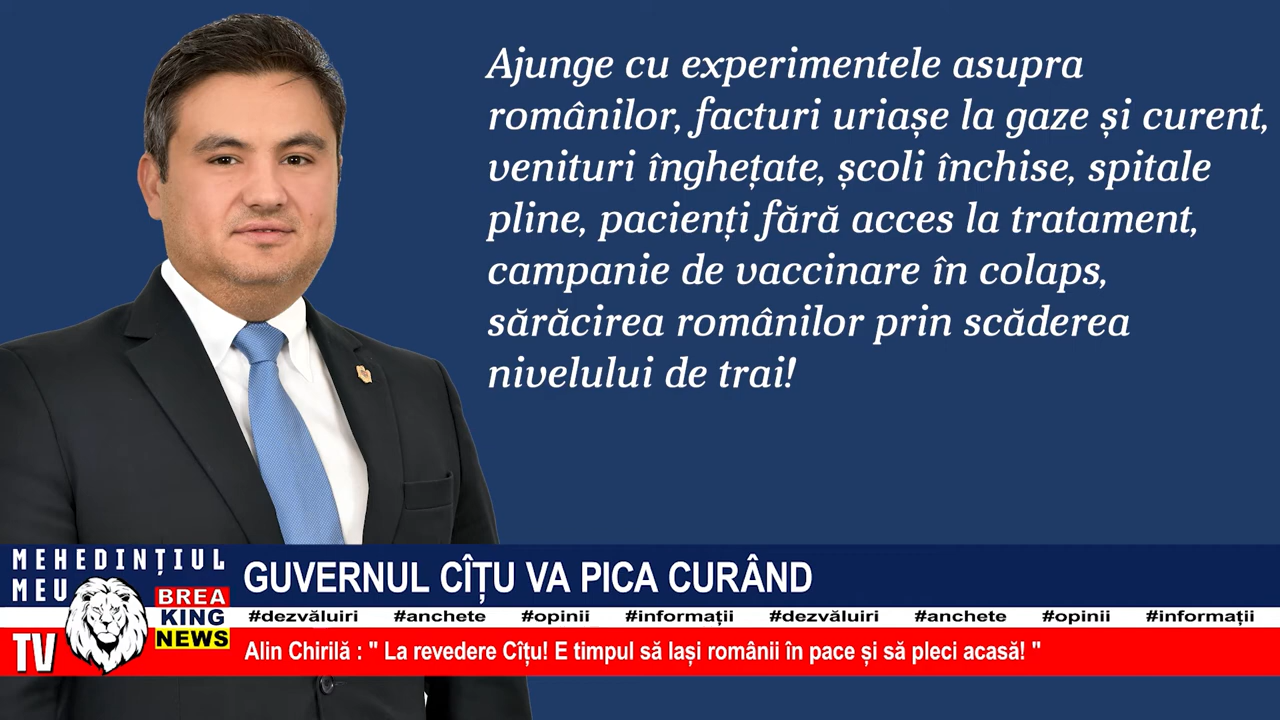 Ajunge cu experimentele asupra
românilor, facturi uriașe la gaze și curent,
venituri înghețate, școli închise, spitale
pline, pacienți fără acces la tratament,
campanie de vaccinare în colaps,
sărăcirea românilor prin scăderea
nivelului de trai!
MEHEDINȚIUL
MEU
TV
BREA
KING
NEWS
GUVERNUL CÎȚU VA PICA CURÂND
#dezvăluiri #anchete #opinii #informații #dezvăluiri #anchete #opinii #informații
Alin Chirilă : " La revedere Cîțu! E timpul să lași românii în pace și să pleci acasă! "